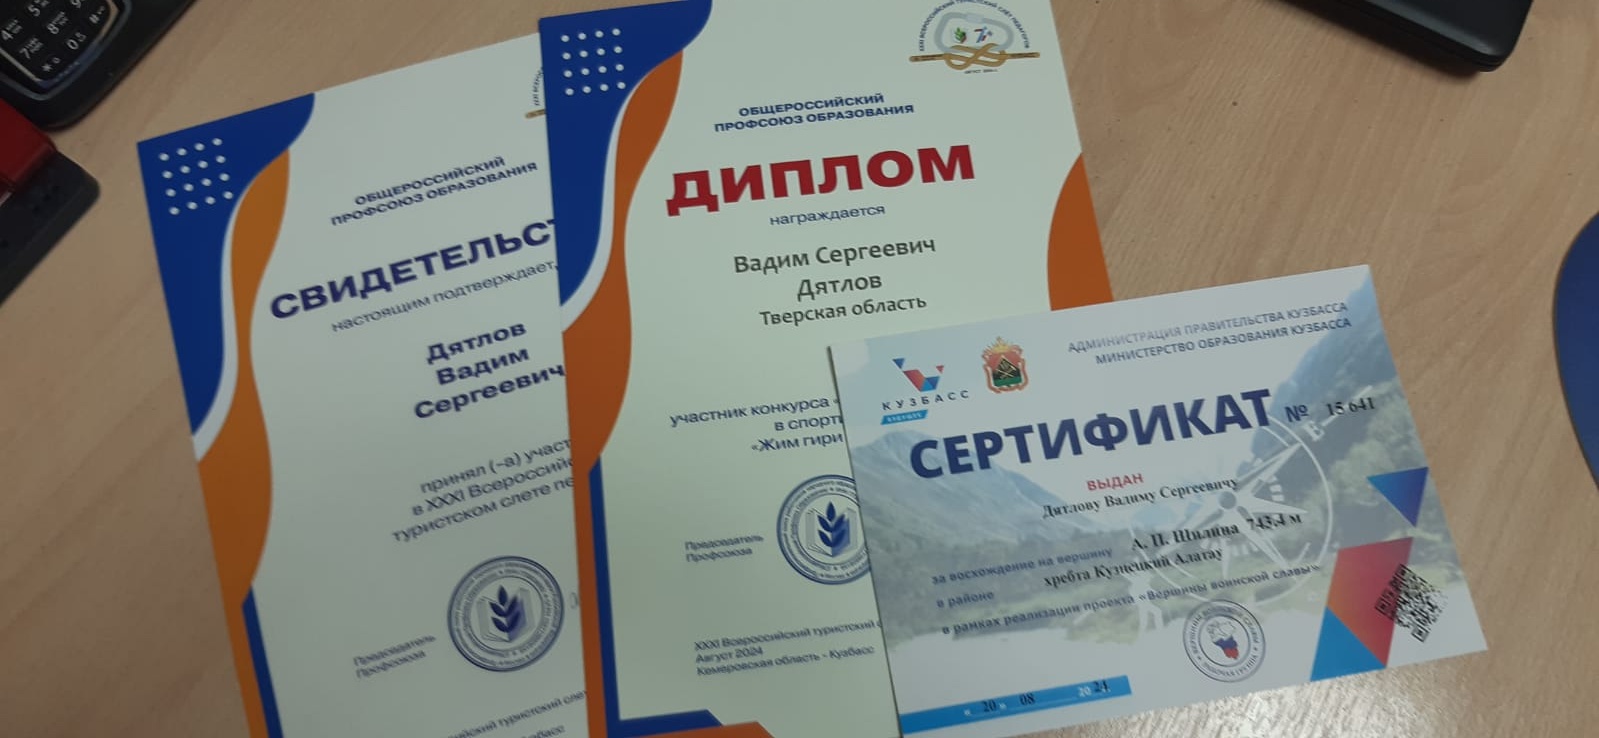 ОБЩЕРОССИЙСКИЙ
ПРОФСОЮЗ ОБРАЗОВАНИЯ
СВИДЕТЕЛЬСТ
настоящим подтверждает,
Дятлов
Вадим
Сергеевич
принял (-а) участ
в XXXI Всероссийс
туристском слете пе
Председатель
Профсоюза
ОБЩЕРОССИЙСКИЙ
ПРОФСОЮЗ ОБРАЗОВАНИЯ
ДИПЛОМ
награждается
Вадим Сергеевич
Дятлов
Тверская область
участник конкурса
в спорт
«Жим гири
Председатель
Профсоюза
XXXI Всероссийский туристский
Август 2024
Кемеровская область - Кузбасс
КУЗБАСС
АДМИНИСТРАЦИЯ ПРАВИТЕЛЬСТВА КУЗБАССА
МИНИСТЕРСТВО ОБРАЗОВАНИЯ КУЗБАССА
СЕРТИФИКАТ № 15 641
ВЫДАН
Дятлову Вадиму Сергеевичу
за восхождение на вершину А. П. Шилина 743.4 м
в районе хребта Кузнецкий Алатау
в рамках реализации проекта «Вершины воинской славы»
« 20 » 08 20 24